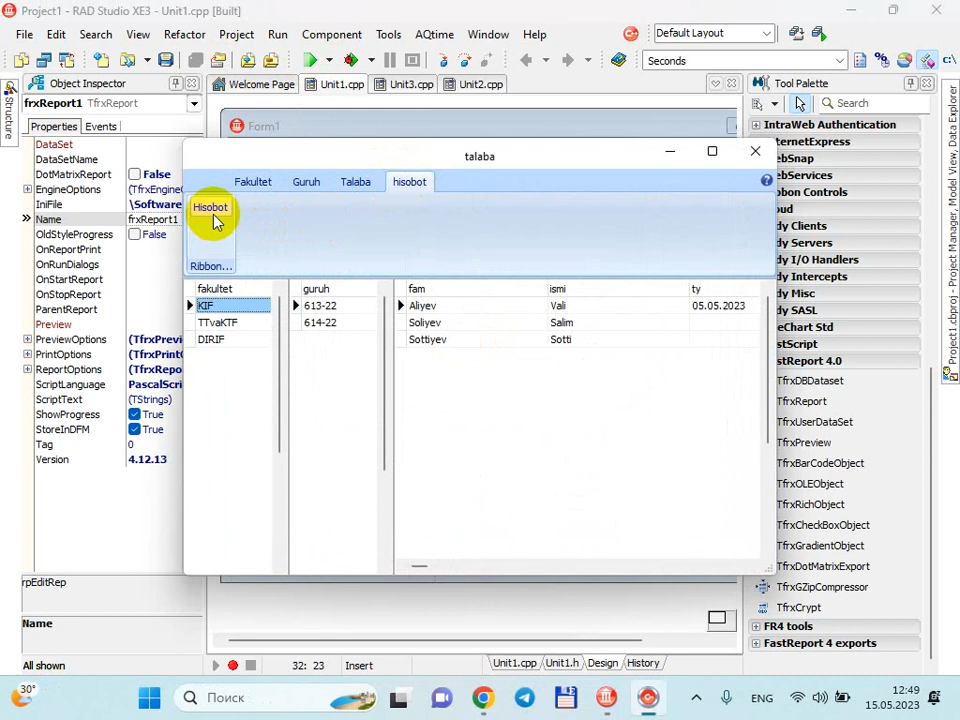 Project1 - RAD Studio XE3 - Unit1.cpp [Built]
File Edit Search View Refactor Project Run Component Tools AQtime Window Help
Default Layout
Seconds
Object Inspector
Welcome Page Unit1.cpp Unit3.cpp Unit2.cpp
Tool Palette
Structure
frxReport1 TfrxReport
Properties Events
Search
DataSet
DataSetName
DotMatrixReport False
EngineOptions (TfrxEngin
IniFile \Software
Name frxReport1
OldStyleProgress False
OnReportPrint
OnRunDialogs
OnStartReport
OnStopReport
ParentReport
Preview
PreviewOptions (TfrxPrevi
PrintOptions (TfrxPrint
ReportOptions (TfrxRepo
ScriptLanguage PascalScri
ScriptText (TStrings)
ShowProgress True
StoreInDFM True
Tag 0
Version 4.12.13
rpEditRep
Name
All shown
Form1
talaba
Fakultet Guruh Talaba hisobot
Hisobot
Ribbon...
fakultet guruh fam ismi ty
KIF 613-22 Aliyev Vali 05.05.2023
TTvaKTF 614-22 Soliyev Salim
DIRIF Sottiyev Sotti
IntraWeb Authentication
nternetExpress
ebSnap
bbon Controls
oud
dy Clients
dy Servers
dy I/O Handlers
dy Intercepts
dy Misc
dy SASL
eChart Std
stScript
stReport 4.0
TfrxDBDataset
TfrxReport
TfrxUserDataSet
TfrxPreview
TfrxBarCodeObject
TfrxOLEObject
TfrxRichObject
TfrxCheckBoxObject
TfrxGradientObject
TfrxDotMatrixExport
TfrxGZipCompressor
TfrxCrypt
FR4 tools
FastReport 4 exports
Data Explorer
Model View,
Project1.cbproj - Project Manager,
32: 23 Insert
Unit1.cpp Unit1.h Design History
30°
Поиск
ENG
12:49
15.05.2023